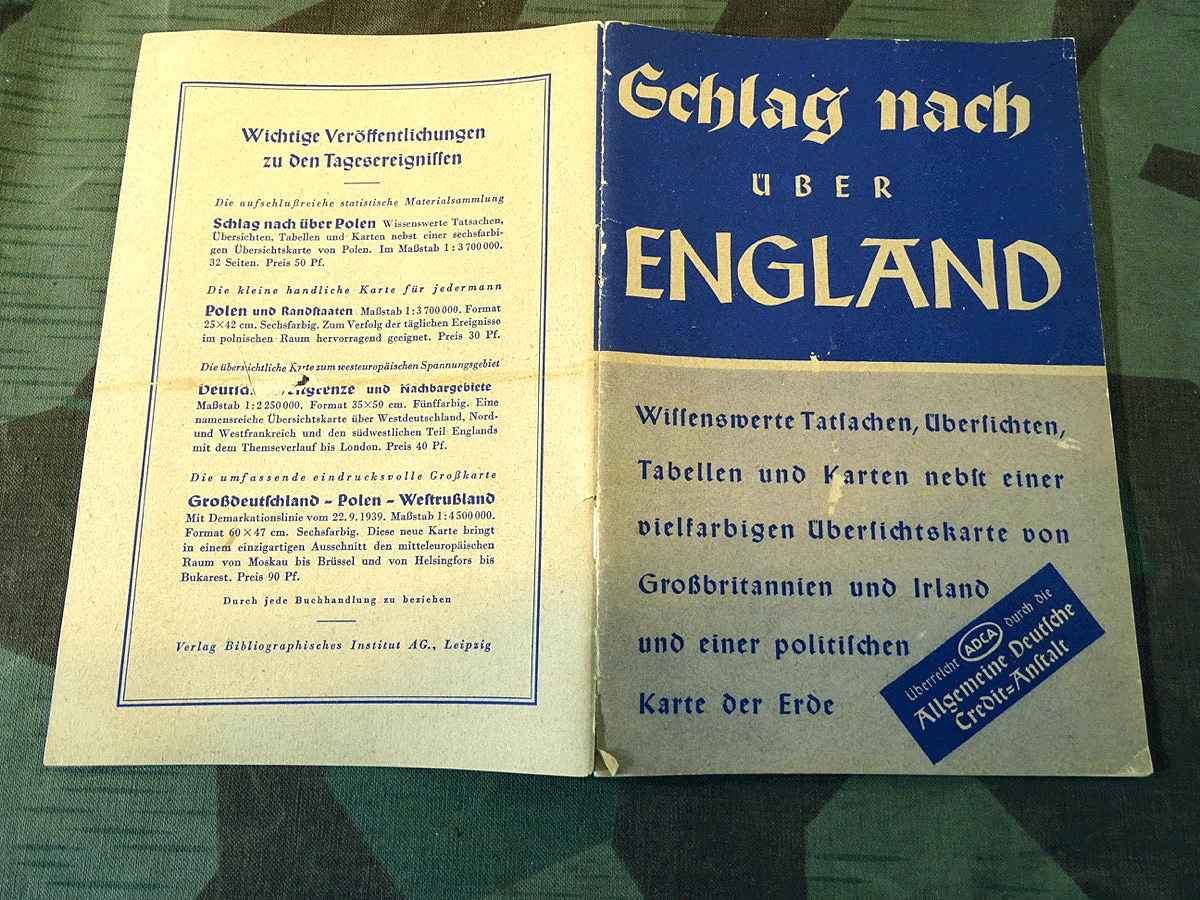 Wichtige Veröffentlichungen
zu den Tagesereignissen
Die aufschlußreiche statistische Materialsammlung
Schlag nach über Polen Wissenswerte Tatsachen,
Übersichten, Tabellen und Karten nebst einer sechsfarbi-
gen Übersichtskarte von Polen. Im Maßstab 1:3700000.
32 Seiten. Preis 50 Pf.
Die kleine handliche Karte für jedermann
Polen und Randstaaten Maßstab 1:3700000. Format
25×42 cm. Sechsfarbig. Zum Verfolg der täglichen Ereignisse
im polnischen Raum hervorragend geeignet. Preis 30 Pf.
Die übersichtliche Karte zum westeuropäischen Spannungsgebiet
und Nachbargebiete
Maßstab 1:2250000. Format 35×50 cm. Fünffarbig. Eine
namensreiche Übersichtskarte über Westdeutschland, Nord-
und Westfrankreich und den südwestlichen Teil Englands
mit dem Themseverlauf bis London. Preis 40 Pf.
Die umfassende eindrucksvolle Großkarte
Großdeutschland - Polen - Westrußland
Mit Demarkationslinie vom 22.9.1939. Maßstab 1:4500000.
Format 60×47 cm. Sechsfarbig. Diese neue Karte bringt
in einem einzigartigen Ausschnitt den mitteleuropäischen
Raum von Moskau bis Brüssel und von Helsingfors bis
Bukarest. Preis 90 Pf.
Durch jede Buchhandlung zu beziehen
Verlag Bibliographisches Institut AG., Leipzig
Schlag nach
ÜBER
ENGLAND
Wissenswerte Tatsachen, Übersichten,
Tabellen und Karten nebst einer
vielfarbigen Übersichtskarte von
Großbritannien und Irland
und einer politischen
Karte der Erde
Überreicht ADCA durch die
Allgemeine Deutsche
Credit=Anstalt